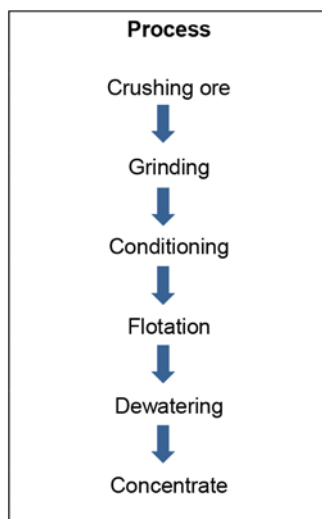 Process
Crushing ore
Grinding
Conditioning
Flotation
Dewatering
Concentrate